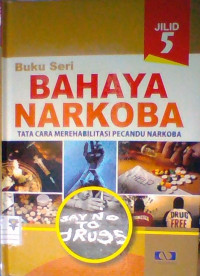 JILID
5
Buku Seri
BAHAYA
NARKOBA
TATA CARA MEREHABILITASI PECANDU NARKOBA
SAY NO
TO
DRUGS
DRUG
FREE